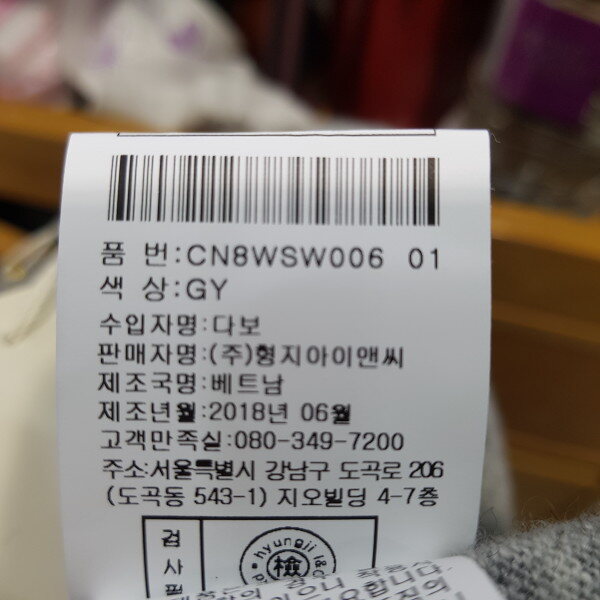 품 번:CN8WSW006 01
색 상:GY
수입자명:다보
판매자명:(주)형지아이앤씨
제조국명:베트남
제조년월:2018년 06월
고객만족실:080-349-7200
주소:서울특별시 강남구 도곡로 206
(도곡동 543-1) 지오빌딩 4-7층
검
사
필
hyungji i&c
檢